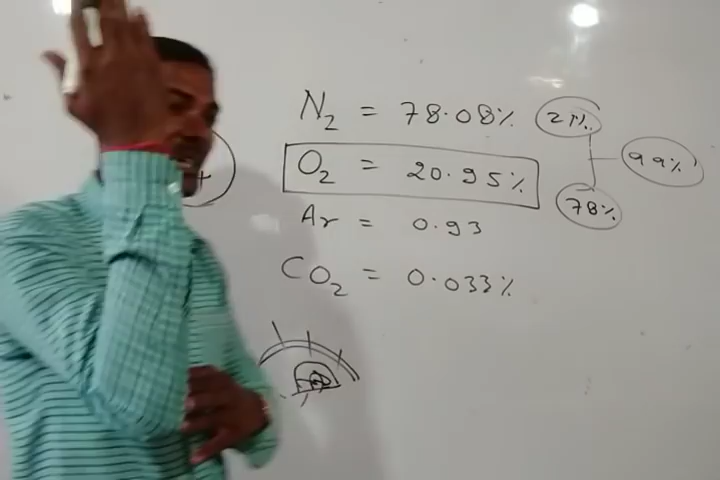 N₂ = 78.08%
21%
99%
O₂ = 20.95%
78%
Ar = 0.93
CO₂ = 0.033%